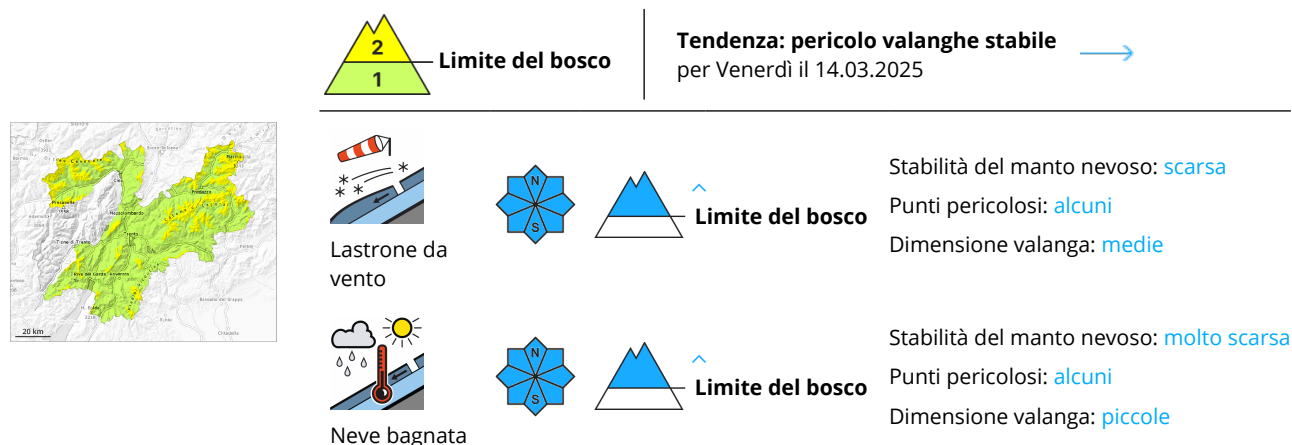 2
1
Limite del bosco
Tendenza: pericolo valanghe stabile
per Venerdì il 14.03.2025
20 km
Trento
N
S
Limite del bosco
Stabilità del manto nevoso: scarsa
Punti pericolosi: alcuni
Dimensione valanga: medie
Lastrone da
vento
N
S
Limite del bosco
Stabilità del manto nevoso: molto scarsa
Punti pericolosi: alcuni
Dimensione valanga: piccole
Neve bagnata